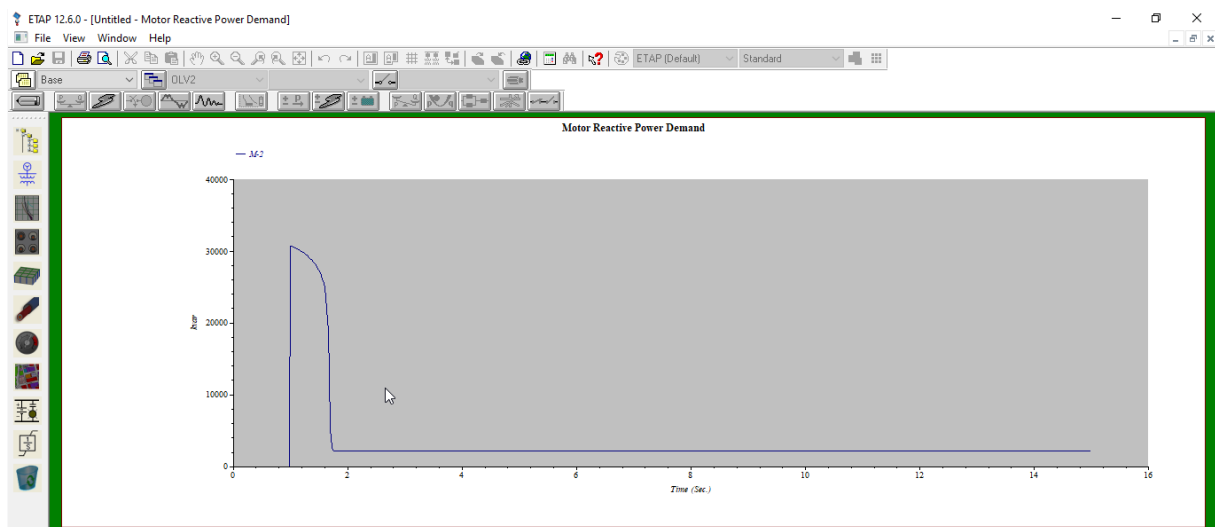 ETAP 12.6.0 - [Untitled - Motor Reactive Power Demand]
File View Window Help
ETAP (Default) Standard
Base OLV2
Motor Reactive Power Demand
M-2
40000
30000
20000
10000
0
kvar
0 2 4 6 8 10 12 14 16
Time (Sec.)